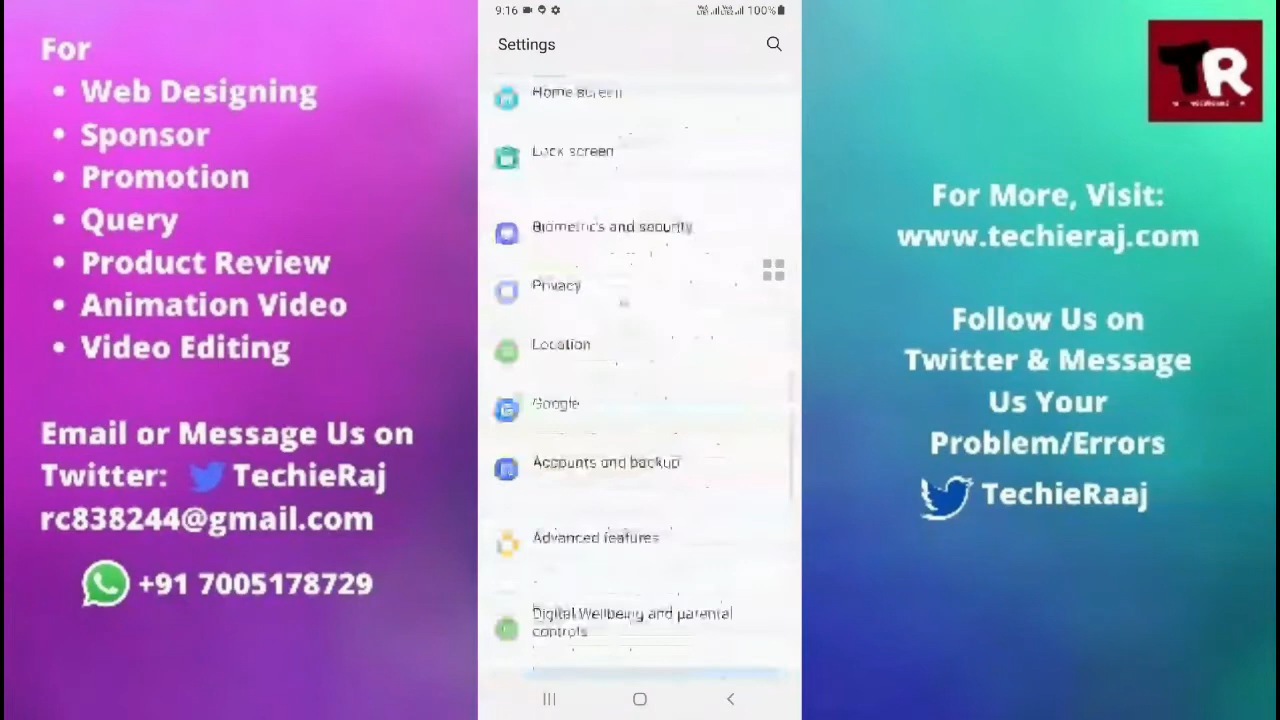 For
• Web Designing
• Sponsor
• Promotion
• Query
• Product Review
• Animation Video
• Video Editing
Email or Message Us on
Twitter: TechieRaj
rc838244@gmail.com
+91 7005178729
9:16
100%
Settings
Home screen
Lock screen
Biometrics and security
Privacy
Location
Google
Accounts and backup
Advanced features
Digital Wellbeing and parental
controls
TR
For More, Visit:
www.techieraj.com
Follow Us on
Twitter & Message
Us Your
Problem/Errors
TechieRaaj